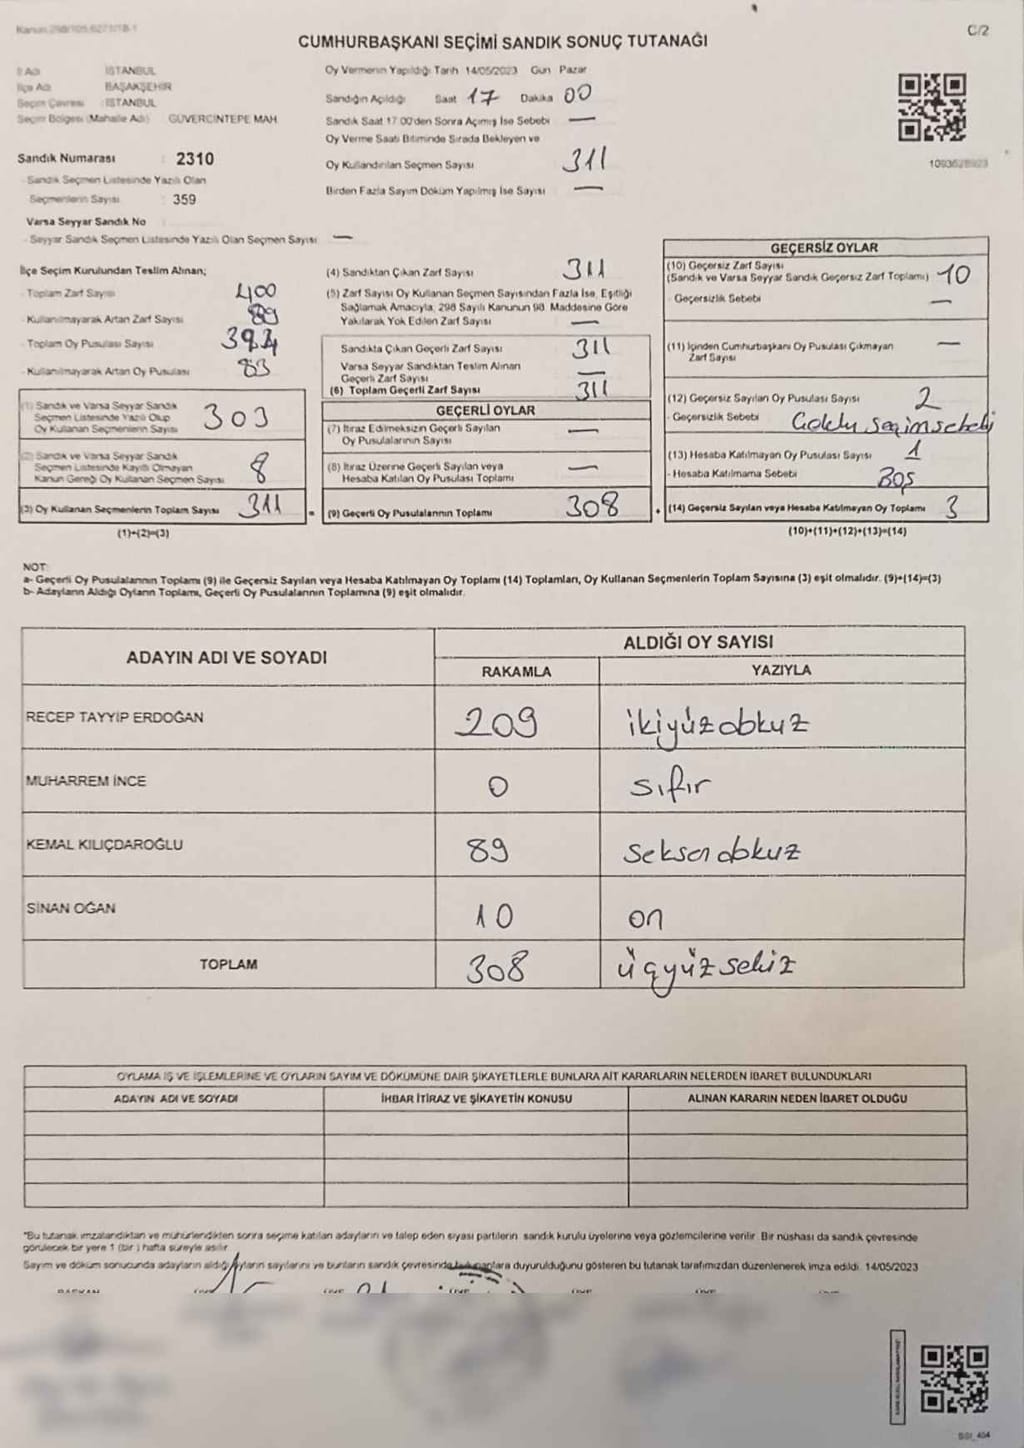 C/2
CUMHURBAŞKANI SEÇİMİ SANDIK SONUÇ TUTANAĞI
İl Adı İSTANBUL
İlçe Adı BAŞAKŞEHİR
Seçim Çevresi : İSTANBUL
Seçim Bölgesi (Mahalle Adı) GÜVERCİNTEPE MAH.
Sandık Numarası : 2310
- Sandık Seçmen Listesinde Yazılı Olan
Seçmenlerin Sayısı 359
Varsa Seyyar Sandık No
- Seyyar Sandık Seçmen Listesinde Yazılı Olan Seçmen Sayısı —
Oy Vermenin Yapıldığı Tarih 14/05/2023 Gün Pazar
Sandığın Açıldığı Saat 17 Dakika 00
Sandık Saat 17.00'den Sonra Açılmış İse Sebebi —
Oy Verme Saati Bitiminde Sırada Bekleyen ve
Oy Kullandırılan Seçmen Sayısı 311
Birden Fazla Sayım Döküm Yapılmış İse Sayısı —
İlçe Seçim Kurulundan Teslim Alınan;
- Toplam Zarf Sayısı 400
- Kullanılmayarak Artan Zarf Sayısı 89
- Toplam Oy Pusulası Sayısı
- Kullanılmayarak Artan Oy Pusulası 83
(1) Sandık ve Varsa Seyyar Sandık
Seçmen Listesinde Yazılı Olup
Oy Kullanan Seçmenlerin Sayısı 303
(2) Sandık ve Varsa Seyyar Sandık
Seçmen Listesinde Kayıtlı Olmayan
Kanun Gereği Oy Kullanan Seçmen Sayısı 8
(3) Oy Kullanan Seçmenlerin Toplam Sayısı 311
(1)+(2)=(3)
(4) Sandıktan Çıkan Zarf Sayısı 311
(5) Zarf Sayısı Oy Kullanan Seçmen Sayısından Fazla İse, Eşitliği
Sağlamak Amacıyla, 298 Sayılı Kanunun 98. Maddesine Göre
Yakılarak Yok Edilen Zarf Sayısı —
Sandıkta Çıkan Geçerli Zarf Sayısı 311
Varsa Seyyar Sandıktan Teslim Alınan
Geçerli Zarf Sayısı —
(6) Toplam Geçerli Zarf Sayısı 311
GEÇERLİ OYLAR
(7) İtiraz Edilmeksizin Geçerli Sayılan
Oy Pusulalarının Sayısı —
(8) İtiraz Üzerine Geçerli Sayılan veya
Hesaba Katılan Oy Pusulası Toplamı —
= (9) Geçerli Oy Pusulalarının Toplamı 308
GEÇERSİZ OYLAR
(10) Geçersiz Zarf Sayısı
(Sandık ve Varsa Seyyar Sandık Geçersiz Zarf Toplamı) 10
- Geçersizlik Sebebi —
(11) İçinden Cumhurbaşkanı Oy Pusulası Çıkmayan
Zarf Sayısı —
(12) Geçersiz Sayılan Oy Pusulası Sayısı 2
- Geçersizlik Sebebi
(13) Hesaba Katılmayan Oy Pusulası Sayısı 1
- Hesaba Katılmama Sebebi Boş
+ (14) Geçersiz Sayılan veya Hesaba Katılmayan Oy Toplamı 3
(10)+(11)+(12)+(13)=(14)
NOT:
a- Geçerli Oy Pusulalarının Toplamı (9) ile Geçersiz Sayılan veya Hesaba Katılmayan Oy Toplamı (14) Toplamları, Oy Kullanan Seçmenlerin Toplam Sayısına (3) eşit olmalıdır. (9)+(14)=(3)
b- Adayların Aldığı Oyların Toplamı, Geçerli Oy Pusulalarının Toplamına (9) eşit olmalıdır.
ADAYIN ADI VE SOYADI ALDIĞI OY SAYISI
RAKAMLA YAZIYLA
RECEP TAYYİP ERDOĞAN 209 ikiyüzdokuz
MUHARREM İNCE 0 sıfır
KEMAL KILIÇDAROĞLU 89 seksendokuz
SİNAN OĞAN 10 on
TOPLAM 308 üçyüzsekiz
OYLAMA İŞ VE İŞLEMLERİNE VE OYLARIN SAYIM VE DÖKÜMÜNE DAİR ŞİKAYETLERLE BUNLARA AİT KARARLARIN NELERDEN İBARET BULUNDUKLARI
ADAYIN ADI VE SOYADI İHBAR İTİRAZ VE ŞİKAYETİN KONUSU ALINAN KARARIN NEDEN İBARET OLDUĞU
*Bu tutanak imzalandıktan ve mühürlendikten sonra seçime katılan adayların ve talep eden siyasi partilerin sandık kurulu üyelerine veya gözlemcilerine verilir. Bir nüshası da sandık çevresinde
görülecek bir yere 1 (bir) hafta süreyle asılır.
Sayım ve döküm sonucunda adayların aldığı oyların sayılarını ve bunların sandık çevresinde bulunanlara duyurulduğunu gösteren bu tutanak tarafımızdan düzenlenerek imza edildi. 14/05/2023